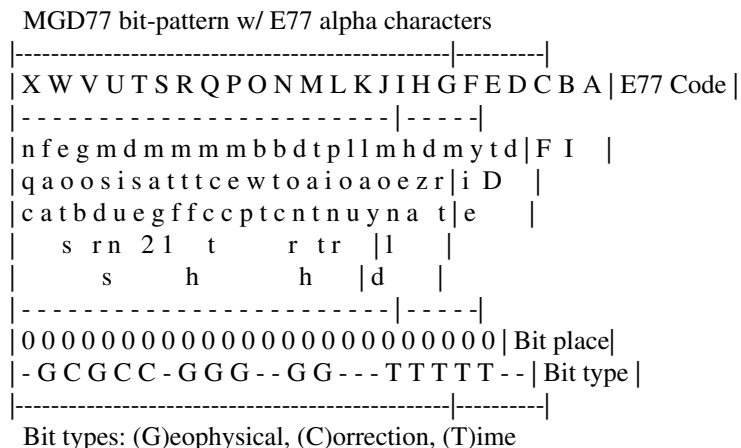 MGD77 bit-pattern w/ E77 alpha characters
|-------------------------------------------------|----------|
|X W V U T S R Q P O N M L K J I H G F E D C B A| E77 Code |
|- - - - - - - - - - - - - - - - - - - - - - - - |- - - - -|
|n f e g m d m m m m b b d t p l l m h d m y t d|F I |
|q a o o s i s a t t t c e w t o a i o a o e z r|i D |
|c a t b d u e g f f c c p t c n t n u y n a t|e |
| s r n 2 1 t r t r |l |
| s h h |d |
|- - - - - - - - - - - - - - - - - - - - - - - - |- - - - -|
|0 0 0 0 0 0 0 0 0 0 0 0 0 0 0 0 0 0 0 0 0 0 0 0 0| Bit place|
|- G C G C C - G G G - - G G - - - T T T T T - -| Bit type |
|-------------------------------------------------|----------|
Bit types: (G)eophysical, (C)orrection, (T)ime